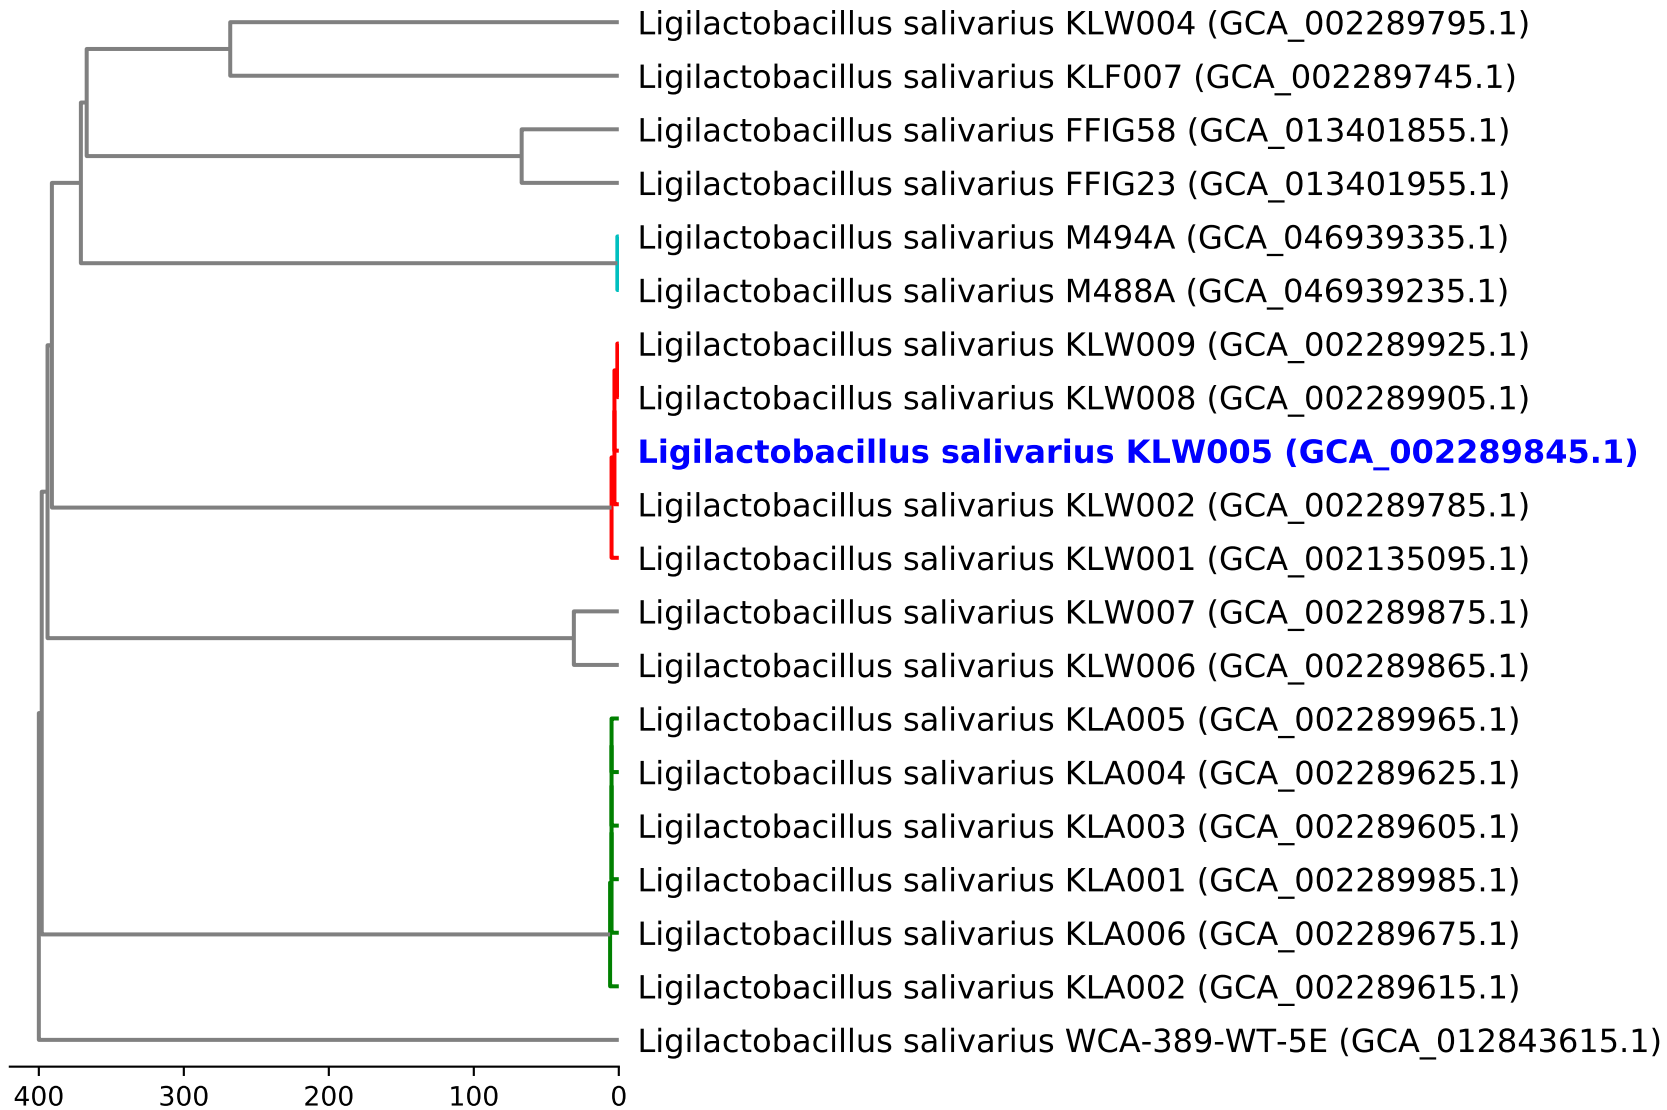 Ligilactobacillus salivarius KLW004 (GCA_002289795.1)
Ligilactobacillus salivarius KLF007 (GCA_002289745.1)
Ligilactobacillus salivarius FFIG58 (GCA_013401855.1)
Ligilactobacillus salivarius FFIG23 (GCA_013401955.1)
Ligilactobacillus salivarius M494A (GCA_046939335.1)
Ligilactobacillus salivarius M488A (GCA_046939235.1)
Ligilactobacillus salivarius KLW009 (GCA_002289925.1)
Ligilactobacillus salivarius KLW008 (GCA_002289905.1)
Ligilactobacillus salivarius KLW005 (GCA_002289845.1)
Ligilactobacillus salivarius KLW002 (GCA_002289785.1)
Ligilactobacillus salivarius KLW001 (GCA_002135095.1)
Ligilactobacillus salivarius KLW007 (GCA_002289875.1)
Ligilactobacillus salivarius KLW006 (GCA_002289865.1)
Ligilactobacillus salivarius KLA005 (GCA_002289965.1)
Ligilactobacillus salivarius KLA004 (GCA_002289625.1)
Ligilactobacillus salivarius KLA003 (GCA_002289605.1)
Ligilactobacillus salivarius KLA001 (GCA_002289985.1)
Ligilactobacillus salivarius KLA006 (GCA_002289675.1)
Ligilactobacillus salivarius KLA002 (GCA_002289615.1)
Ligilactobacillus salivarius WCA-389-WT-5E (GCA_012843615.1)
400 300 200 100 0